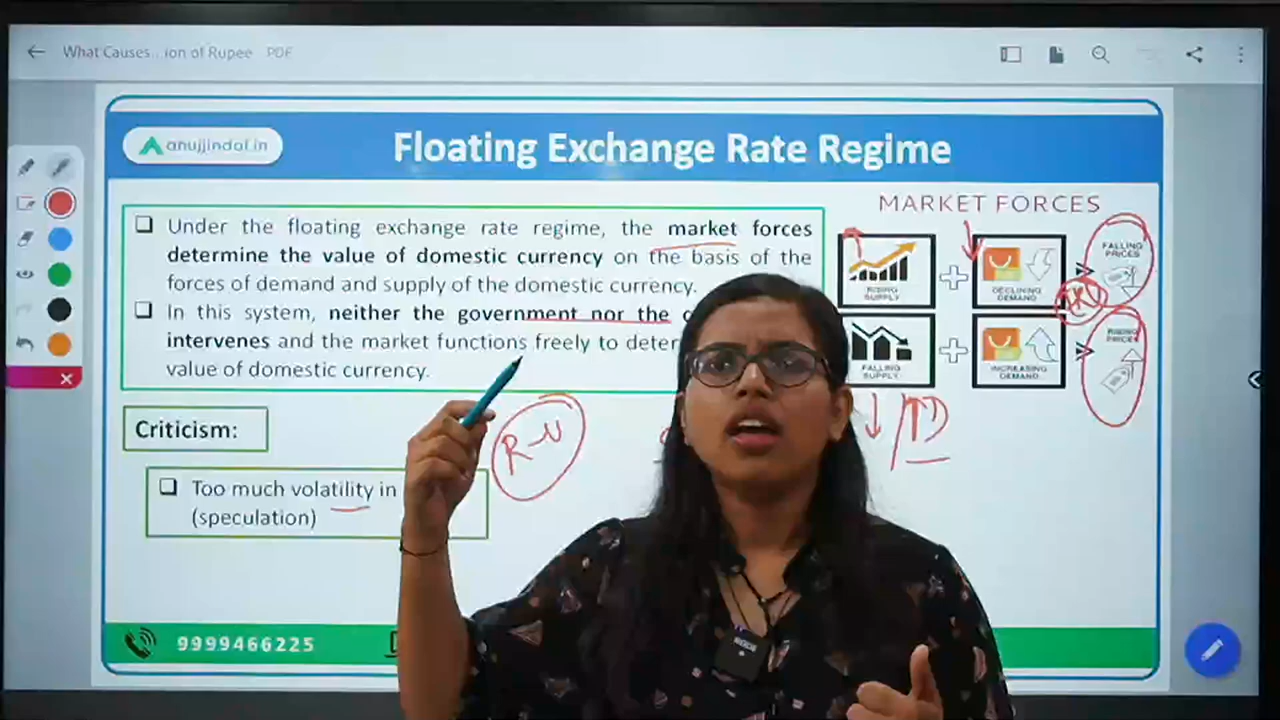 What Causes... ion of Rupee PDF
anujjindal.in
Floating Exchange Rate Regime
❑ Under the floating exchange rate regime, the market forces
determine the value of domestic currency on the basis of the
forces of demand and supply of the domestic currency.
❑ In this system, neither the government nor the
intervenes and the market functions freely to deter
value of domestic currency.
MARKET FORCES
RISING
SUPPLY
+
DECLINING
DEMAND
FALLING
PRICES
FALLING
SUPPLY
+
INCREASING
DEMAND
RISING
PRICES
Criticism:
❑ Too much volatility in
(speculation)
9999466225